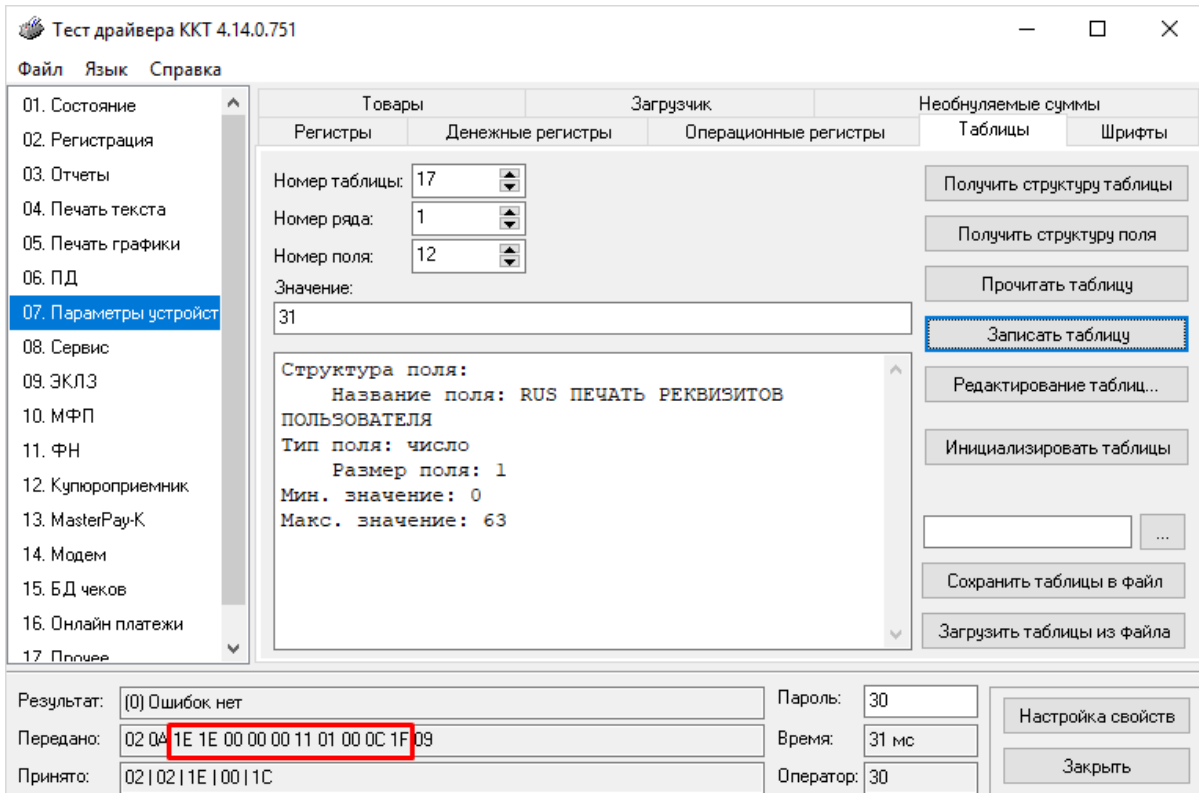 Тест драйвера ККТ 4.14.0.751
Файл Язык Справка
01. Состояние
02. Регистрация
03. Отчеты
04. Печать текста
05. Печать графики
06. ПД
07. Параметры устройст
08. Сервис
09. ЭКЛЗ
10. МФП
11. ФН
12. Купюроприемник
13. MasterPay-K
14. Модем
15. БД чеков
16. Онлайн платежи
17. Прочее
Товары Загрузчик Необнуляемые суммы
Регистры Денежные регистры Операционные регистры Таблицы Шрифты
Номер таблицы: 17
Номер ряда: 1
Номер поля: 12
Значение:
31
Структура поля:
Название поля: RUS ПЕЧАТЬ РЕКВИЗИТОВ
ПОЛЬЗОВАТЕЛЯ
Тип поля: число
Размер поля: 1
Мин. значение: 0
Макс. значение: 63
Получить структуру таблицы
Получить структуру поля
Прочитать таблицу
Записать таблицу
Редактирование таблиц...
Инициализировать таблицы
...
Сохранить таблицы в файл
Загрузить таблицы из файла
Результат: (0) Ошибок нет
Передано: 02 0A 1E 1E 00 00 00 11 01 00 0C 1F 09
Принято: 02 | 02 | 1E | 00 | 1C
Пароль: 30
Время: 31 мс
Оператор: 30
Настройка свойств
Закрыть